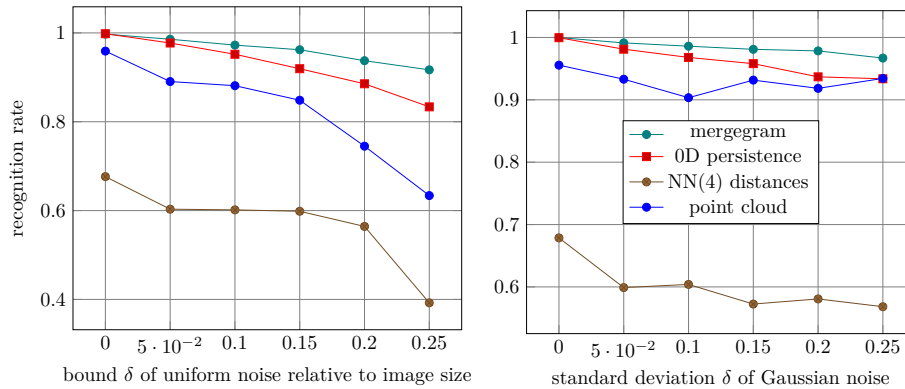 1
0.8
0.6
0.4
recognition rate
0 5 · 10⁻² 0.1 0.15 0.2 0.25
bound δ of uniform noise relative to image size
1
0.9
0.8
0.7
0.6
mergegram
0D persistence
NN(4) distances
point cloud
0 5 · 10⁻² 0.1 0.15 0.2 0.25
standard deviation δ of Gaussian noise